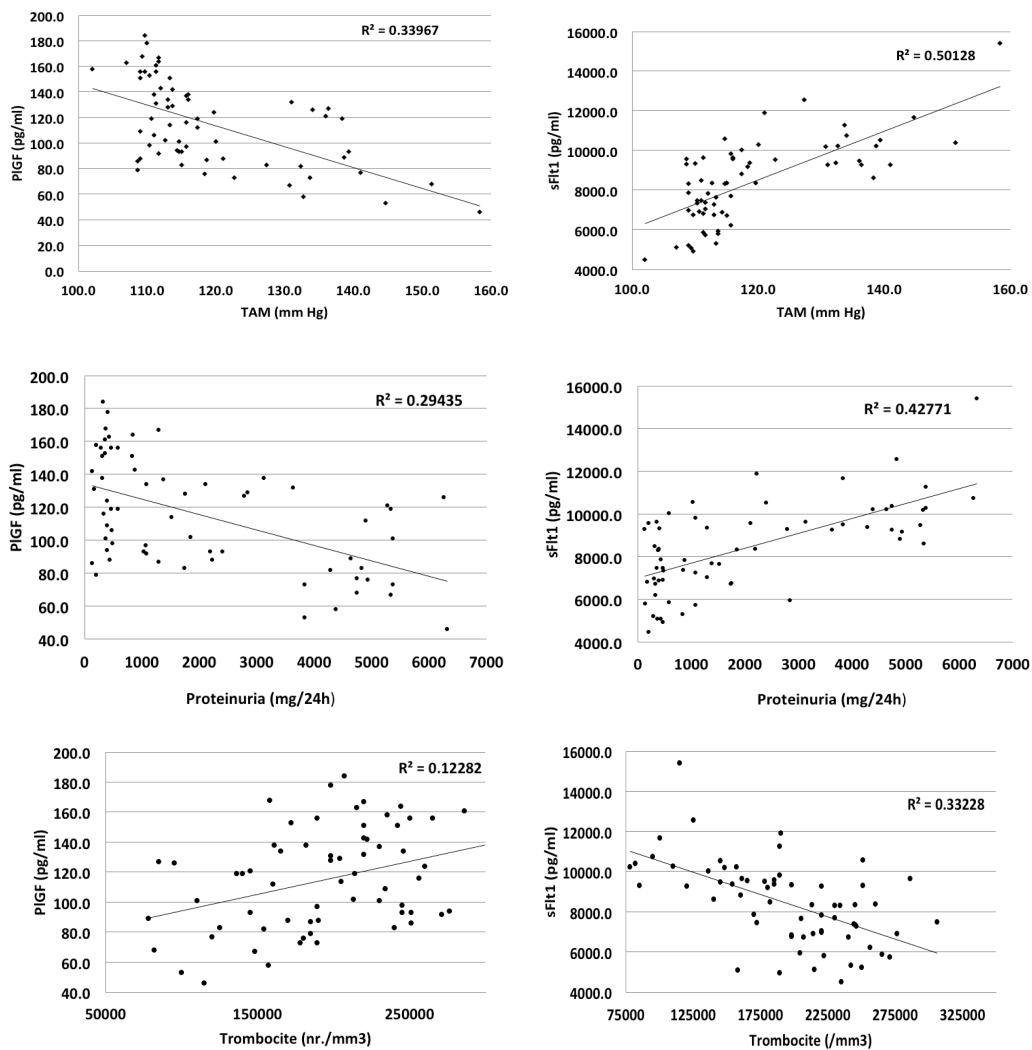 R² = 0.33967
PlGF (pg/ml)
200.0
180.0
160.0
140.0
120.0
100.0
80.0
60.0
40.0
20.0
0.0
100.0 110.0 120.0 130.0 140.0 150.0 160.0
TAM (mm Hg)
R² = 0.50128
sFlt1 (pg/ml)
16000.0
14000.0
12000.0
10000.0
8000.0
6000.0
4000.0
100.0 120.0 140.0 160.0
TAM (mm Hg)
R² = 0.29435
PlGF (pg/ml)
200.0
180.0
160.0
140.0
120.0
100.0
80.0
60.0
40.0
0 1000 2000 3000 4000 5000 6000 7000
Proteinuria (mg/24h)
R² = 0.42771
sFlt1 (pg/ml)
16000.0
14000.0
12000.0
10000.0
8000.0
6000.0
4000.0
0 1000 2000 3000 4000 5000 6000 7000
Proteinuria (mg/24h)
R² = 0.12282
PlGF (pg/ml)
200.0
180.0
160.0
140.0
120.0
100.0
80.0
60.0
40.0
50000 150000 250000
Trombocite (nr./mm3)
R² = 0.33228
sFlt1 (pg/ml)
16000.0
14000.0
12000.0
10000.0
8000.0
6000.0
4000.0
75000 125000 175000 225000 275000 325000
Trombocite (/mm3)